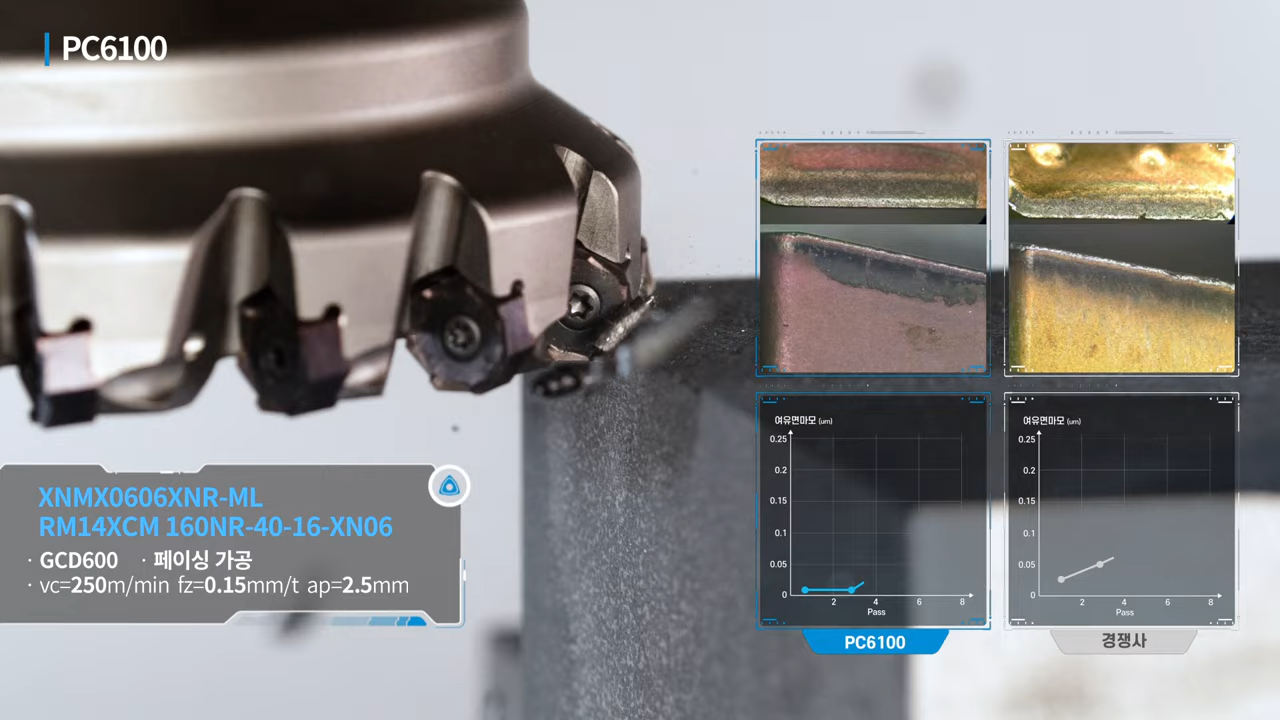 PC6100
XNMX0606XNR-ML
RM14XCM 160NR-40-16-XN06
· GCD600 · 페이싱 가공
· vc=250m/min fz=0.15mm/t ap=2.5mm
여유면마모 (um)
0.25
0.2
0.15
0.1
0.05
0
2 4 6 8
Pass
PC6100
여유면마모 (um)
0.25
0.2
0.15
0.1
0.05
0
2 4 6 8
Pass
경쟁사